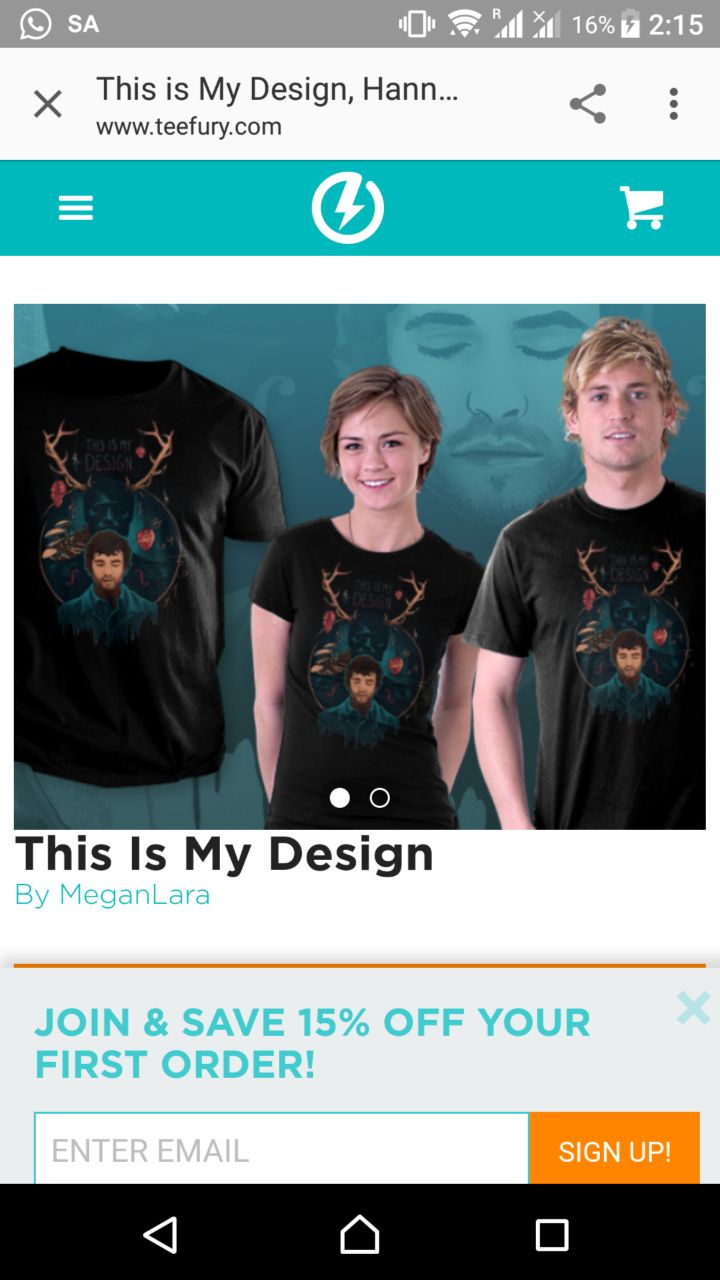 SA
R
16%
2:15
This is My Design, Hann...
www.teefury.com
THIS IS MY
DESIGN
THIS IS MY
DESIGN
THIS IS MY
DESIGN
This Is My Design
By MeganLara
JOIN & SAVE 15% OFF YOUR
FIRST ORDER!
ENTER EMAIL
SIGN UP!